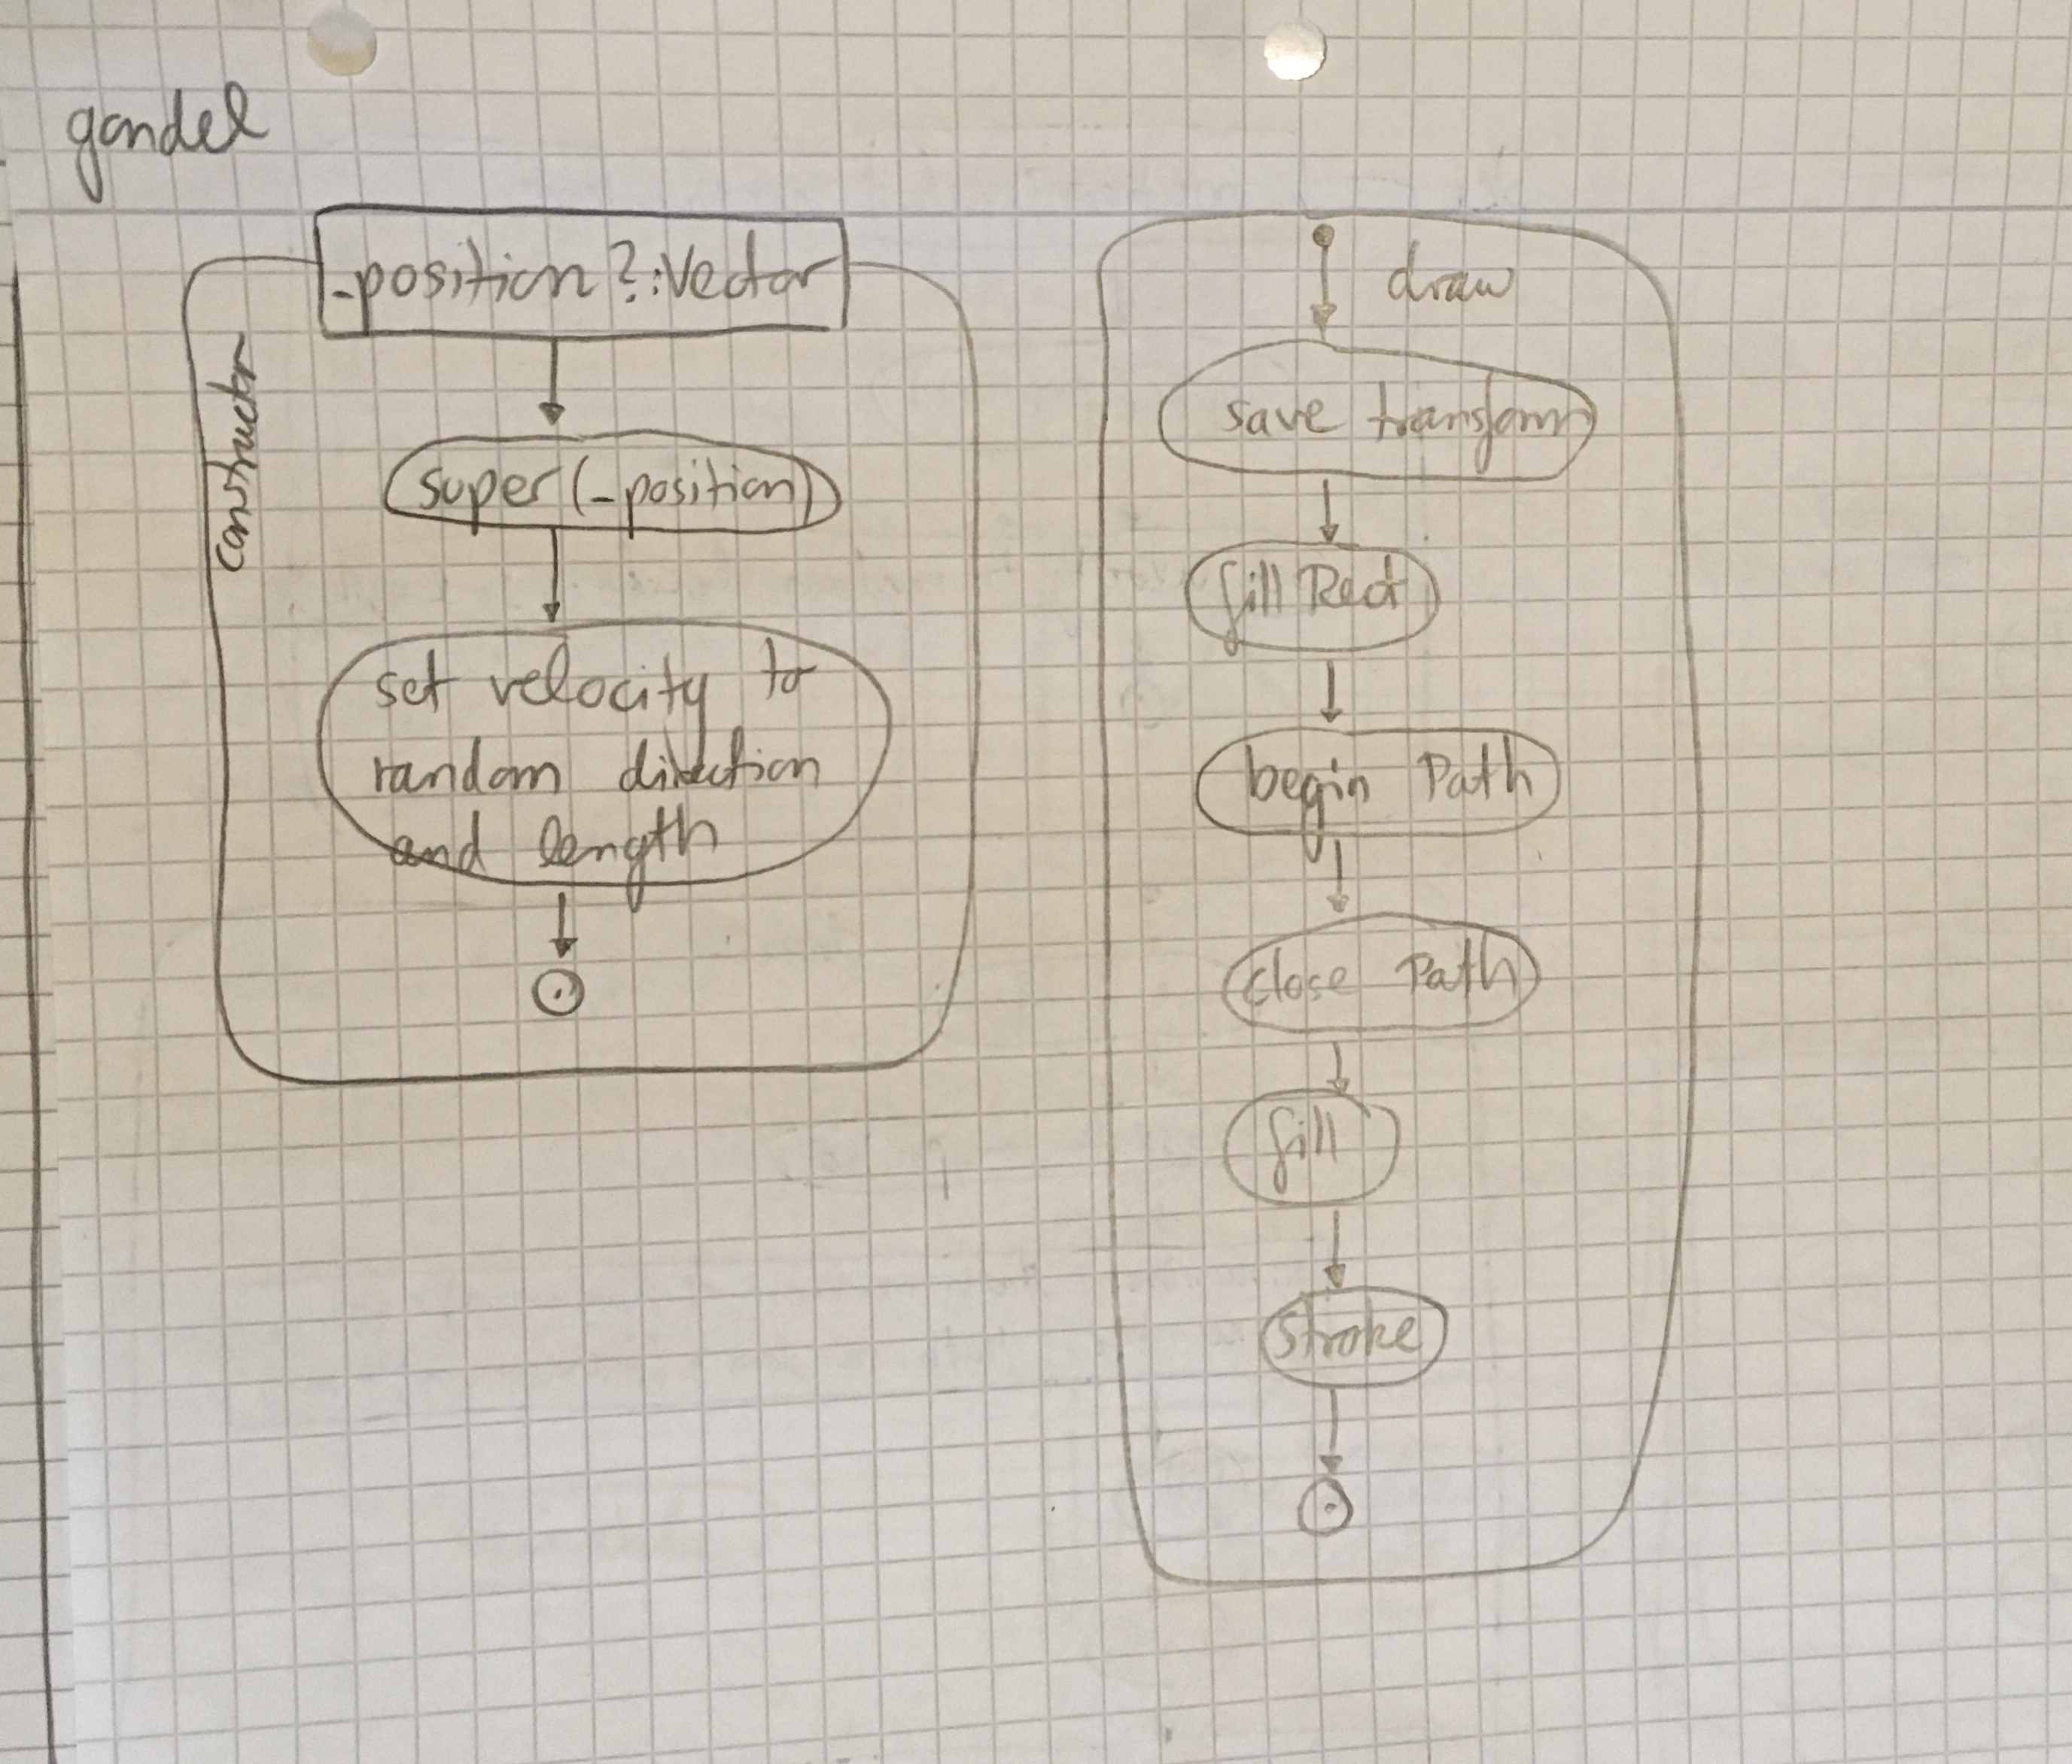 gondel
_position?:Vector
constructor
super(_position)
set velocity to
random direction
and length
draw
save transform
fill Rect
begin Path
close Path
fill
stroke